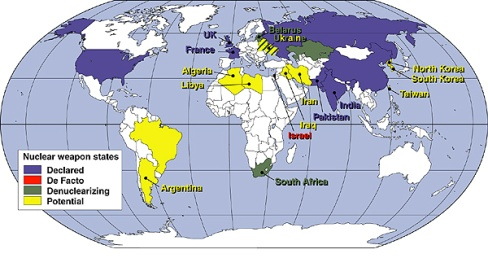 Belarus
Ukraine
UK
France
Algeria
Libya
North Korea
South Korea
Taiwan
Iran
India
Pakistan
Iraq
Israel
South Africa
Argentina
Nuclear weapon states
Declared
De Facto
Denuclearizing
Potential